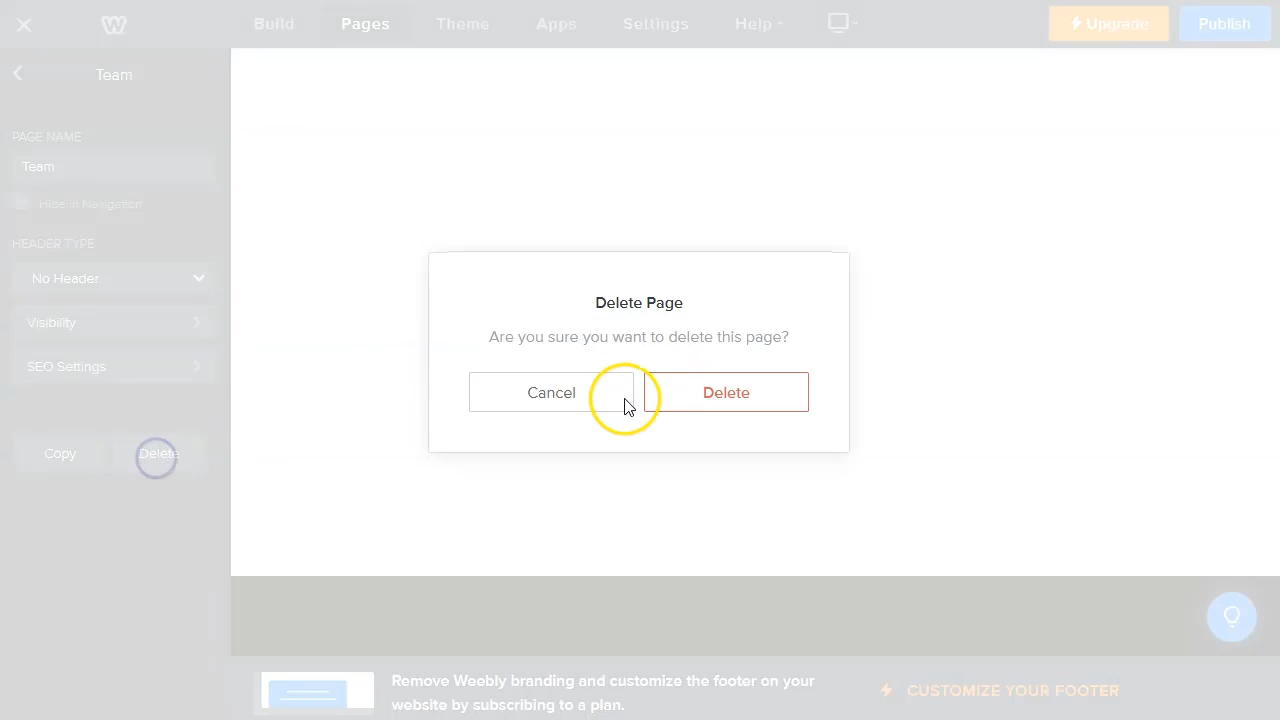 Build Pages Theme Apps Settings Help Upgrade Publish
Team
PAGE NAME
Team
Hide in Navigation
HEADER TYPE
No Header
Visibility
SEO Settings
Copy Delete
Delete Page
Are you sure you want to delete this page?
Cancel Delete
Remove Weebly branding and customize the footer on your
website by subscribing to a plan.
CUSTOMIZE YOUR FOOTER